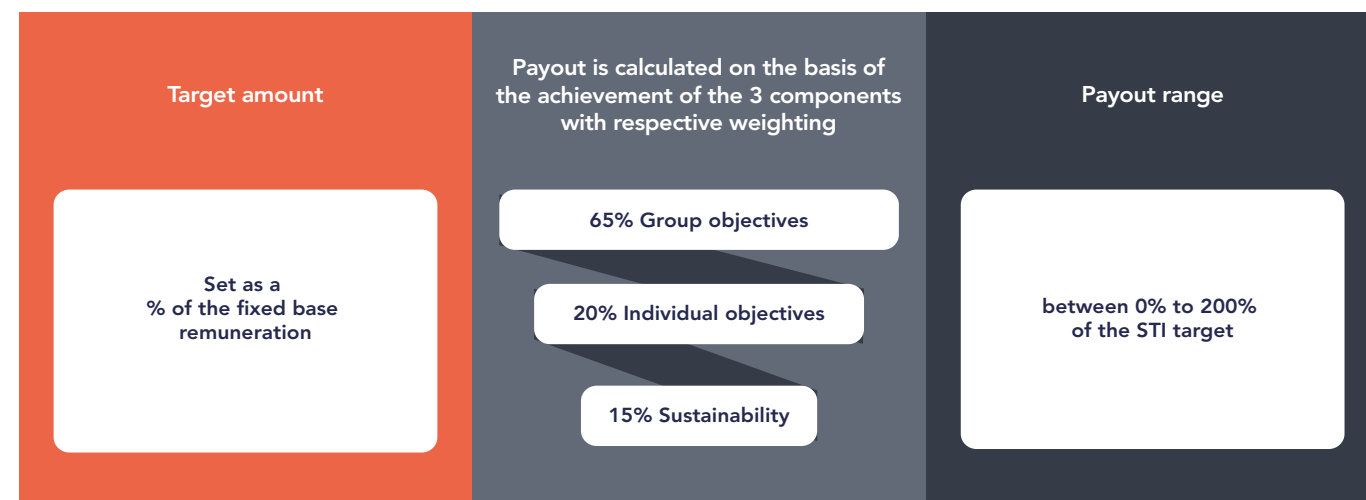 Target amount
Set as a
% of the fixed base
remuneration
Payout is calculated on the basis of
the achievement of the 3 components
with respective weighting
65% Group objectives
20% Individual objectives
15% Sustainability
Payout range
between 0% to 200%
of the STI target